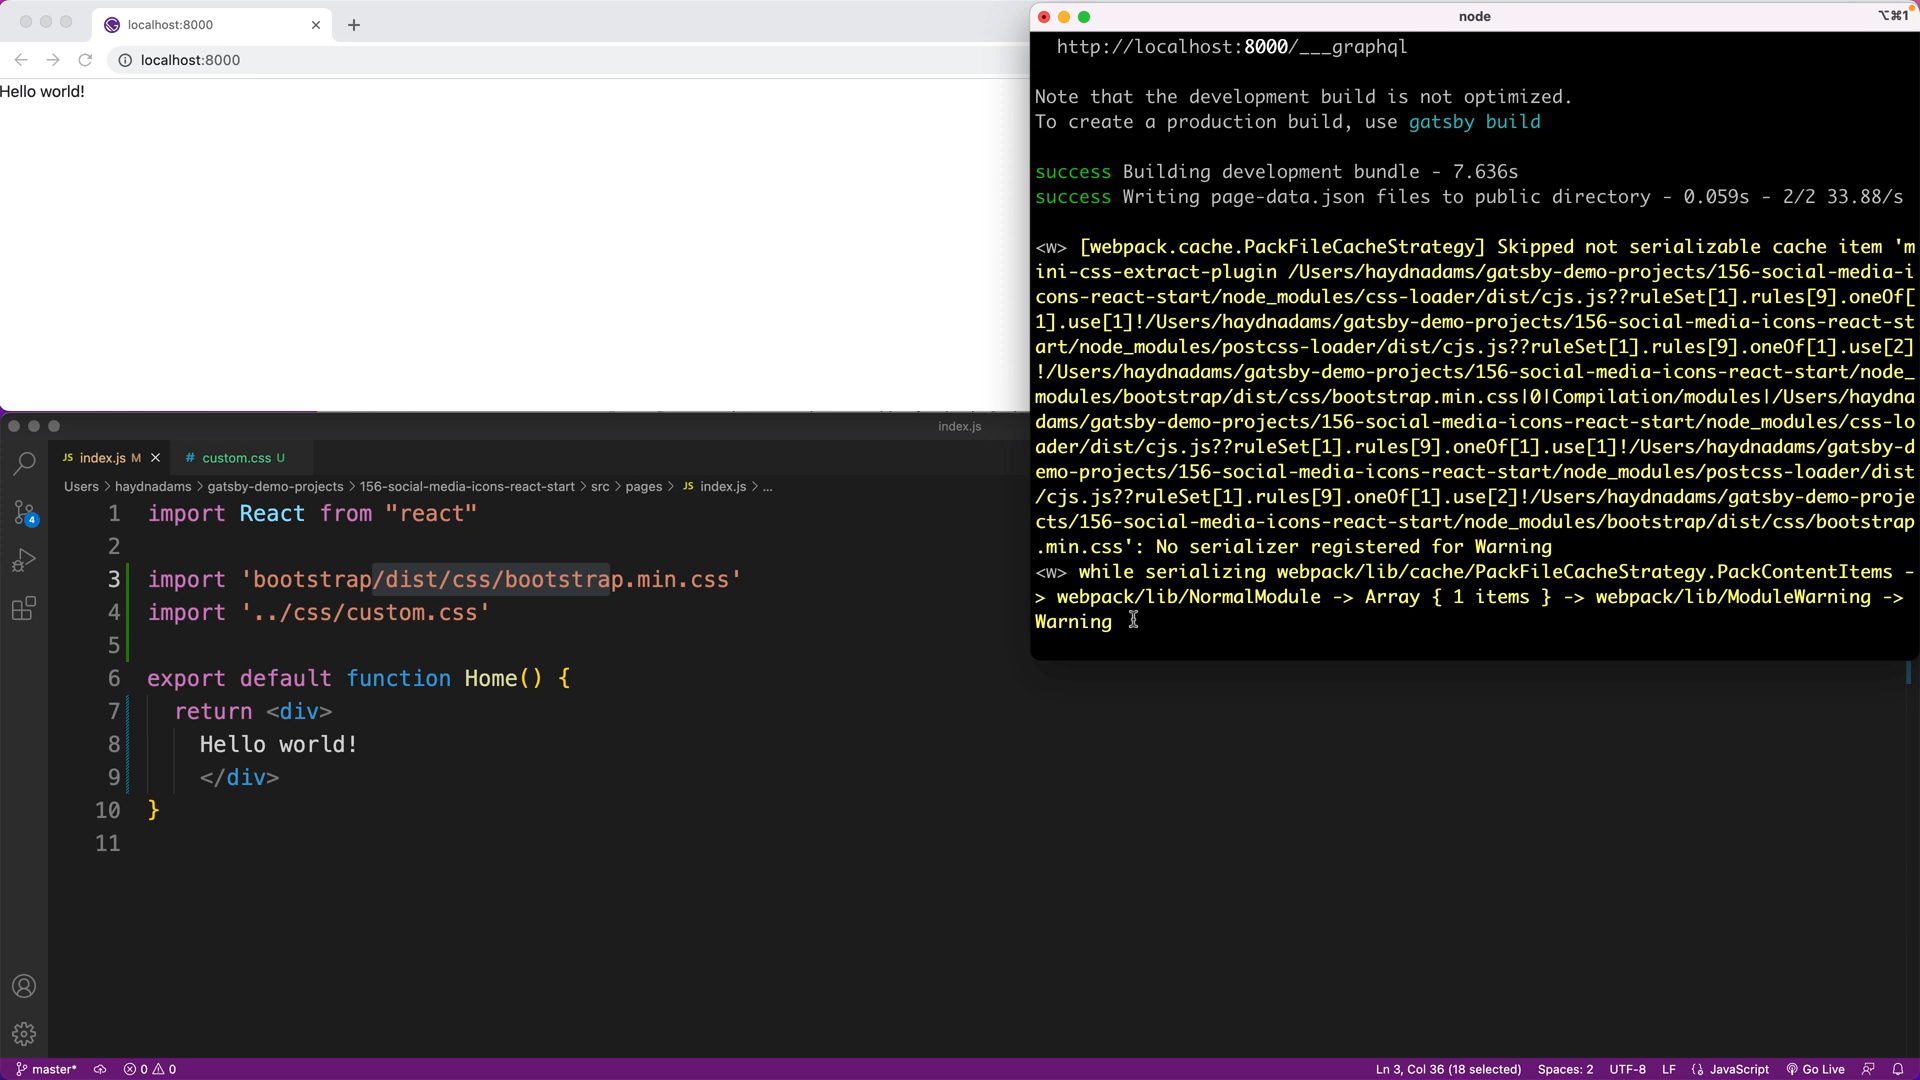 localhost:8000
localhost:8000
Hello world!
node
⌥⌘1
http://localhost:8000/___graphql
Note that the development build is not optimized.
To create a production build, use gatsby build
success Building development bundle - 7.636s
success Writing page-data.json files to public directory - 0.059s - 2/2 33.88/s
<w> [webpack.cache.PackFileCacheStrategy] Skipped not serializable cache item 'm
ini-css-extract-plugin /Users/haydnadams/gatsby-demo-projects/156-social-media-i
cons-react-start/node_modules/css-loader/dist/cjs.js??ruleSet[1].rules[9].oneOf[
1].use[1]!/Users/haydnadams/gatsby-demo-projects/156-social-media-icons-react-st
art/node_modules/postcss-loader/dist/cjs.js??ruleSet[1].rules[9].oneOf[1].use[2]
!/Users/haydnadams/gatsby-demo-projects/156-social-media-icons-react-start/node_
modules/bootstrap/dist/css/bootstrap.min.css|0|Compilation/modules|/Users/haydna
dams/gatsby-demo-projects/156-social-media-icons-react-start/node_modules/css-lo
ader/dist/cjs.js??ruleSet[1].rules[9].oneOf[1].use[1]!/Users/haydnadams/gatsby-d
emo-projects/156-social-media-icons-react-start/node_modules/postcss-loader/dist
/cjs.js??ruleSet[1].rules[9].oneOf[1].use[2]!/Users/haydnadams/gatsby-demo-proje
cts/156-social-media-icons-react-start/node_modules/bootstrap/dist/css/bootstrap
.min.css': No serializer registered for Warning
<w> while serializing webpack/lib/cache/PackFileCacheStrategy.PackContentItems -
> webpack/lib/NormalModule -> Array { 1 items } -> webpack/lib/ModuleWarning ->
Warning
index.js
JS index.js M
# custom.css U
Users > haydnadams > gatsby-demo-projects > 156-social-media-icons-react-start > src > pages > JS index.js > ...
4
1 import React from "react"
2
3 import 'bootstrap/dist/css/bootstrap.min.css'
4 import '../css/custom.css'
5
6 export default function Home() {
7 return <div>
8 Hello world!
9 </div>
10 }
11
master* 0 0 Ln 3, Col 36 (18 selected) Spaces: 2 UTF-8 LF JavaScript Go Live